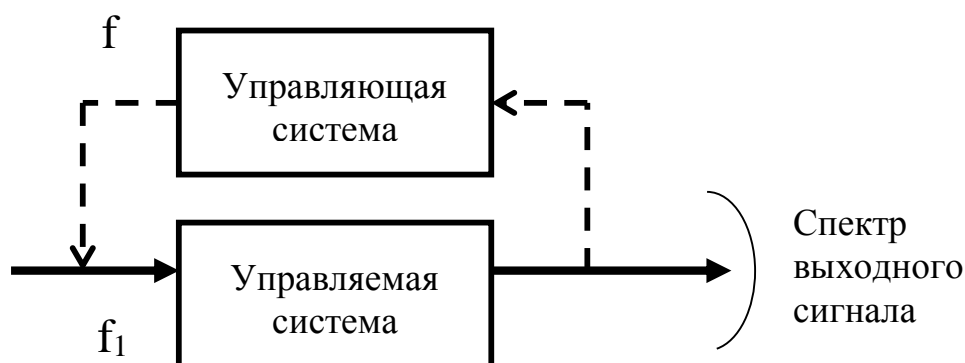 f
Управляющая
система
Управляемая
система
f₁
Спектр
выходного
сигнала